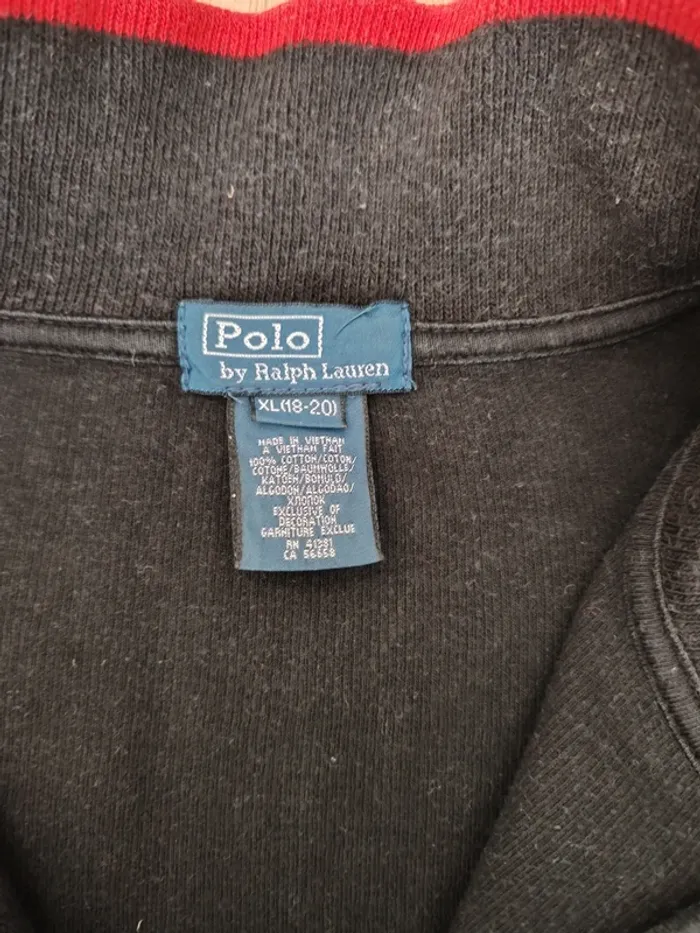 Polo
by Ralph Lauren
XL(18-20)
MADE IN VIETNAM
A VIETNAM FAIT
100% COTTON/COTON/
COTONE/BAUMWOLLE/
KATOEN/BOMULD/
ALGODON/ALGODAO/
ХЛОПОК
EXCLUSIVE OF
DECORATION
GARNITURE EXCLUE
RN 41381
CA 56658